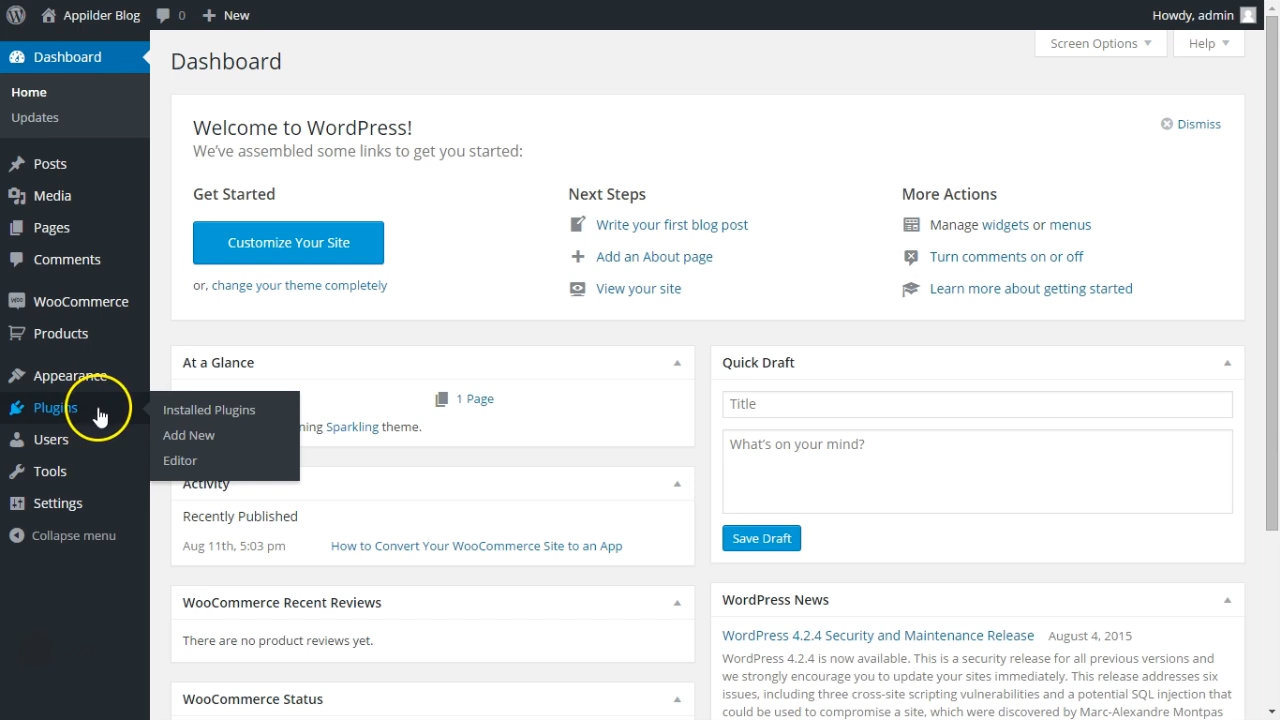 Appilder Blog 0 New Howdy, admin
Dashboard
Home
Updates
Posts
Media
Pages
Comments
WooCommerce
Products
Appearance
Plugins
Users
Tools
Settings
Collapse menu
Installed Plugins
Add New
Editor
Screen Options Help
Dashboard
Welcome to WordPress!
We've assembled some links to get you started:
Dismiss
Get Started
Customize Your Site
or, change your theme completely
Next Steps
Write your first blog post
Add an About page
View your site
More Actions
Manage widgets or menus
Turn comments on or off
Learn more about getting started
At a Glance
1 Page
ning Sparkling theme.
Activity
Recently Published
Aug 11th, 5:03 pm How to Convert Your WooCommerce Site to an App
WooCommerce Recent Reviews
There are no product reviews yet.
WooCommerce Status
Quick Draft
Title
What's on your mind?
Save Draft
WordPress News
WordPress 4.2.4 Security and Maintenance Release August 4, 2015
WordPress 4.2.4 is now available. This is a security release for all previous versions and
we strongly encourage you to update your sites immediately. This release addresses six
issues, including three cross-site scripting vulnerabilities and a potential SQL injection that
could be used to compromise a site, which were discovered by Marc-Alexandre Montpas